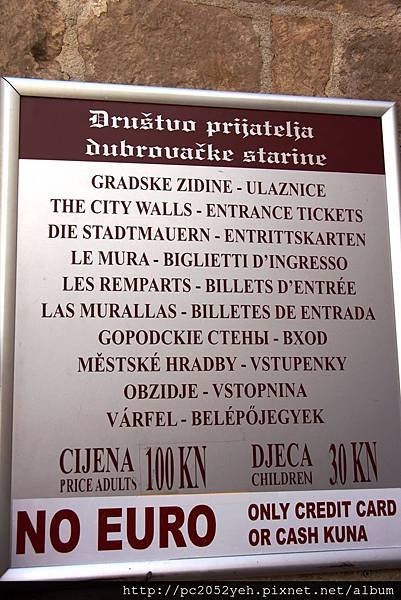 Društvo prijatelja
dubrovačke starine
GRADSKE ZIDINE - ULAZNICE
THE CITY WALLS - ENTRANCE TICKETS
DIE STADTMAUERN - ENTRITTSKARTEN
LE MURA - BIGLIETTI D'INGRESSO
LES REMPARTS - BILLETS D'ENTRÉE
LAS MURALLAS - BILLETES DE ENTRADA
ГОРОДСКІЕ СТЕНЫ - ВХОД
MĚSTSKÉ HRADBY - VSTUPENKY
OBZIDJE - VSTOPNINA
VÁRFEL - BELÉPŐJEGYEK
CIJENA 100 KN DJECA 30 KN
PRICE ADULTS CHILDREN
NO EURO ONLY CREDIT CARD
OR CASH KUNA
http://pc2052yeh.pixnet.net/album